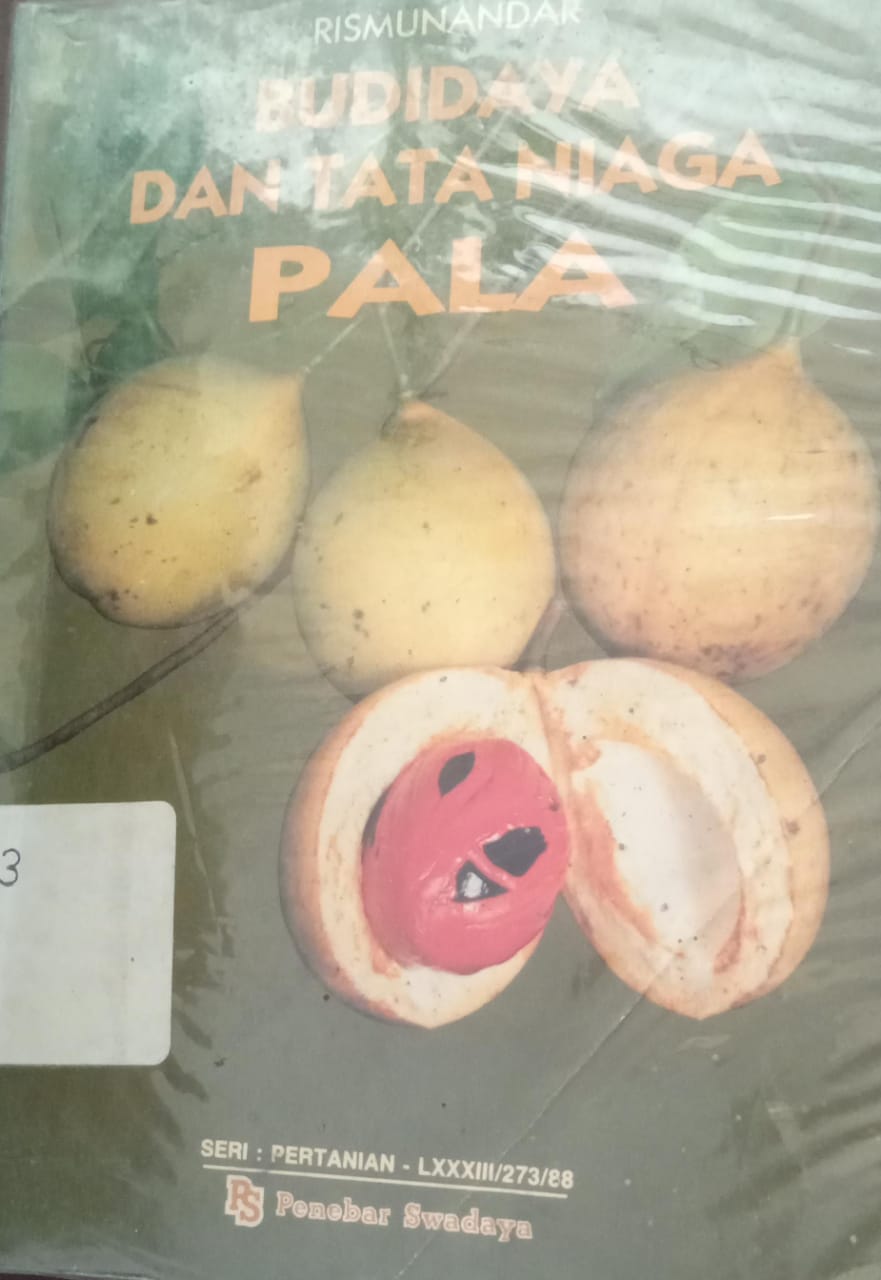 RISMUNANDAR
BUDIDAYA
DAN TATA NIAGA
PALA
3
SERI : PERTANIAN - LXXXIII/273/88
PS Penebar Swadaya